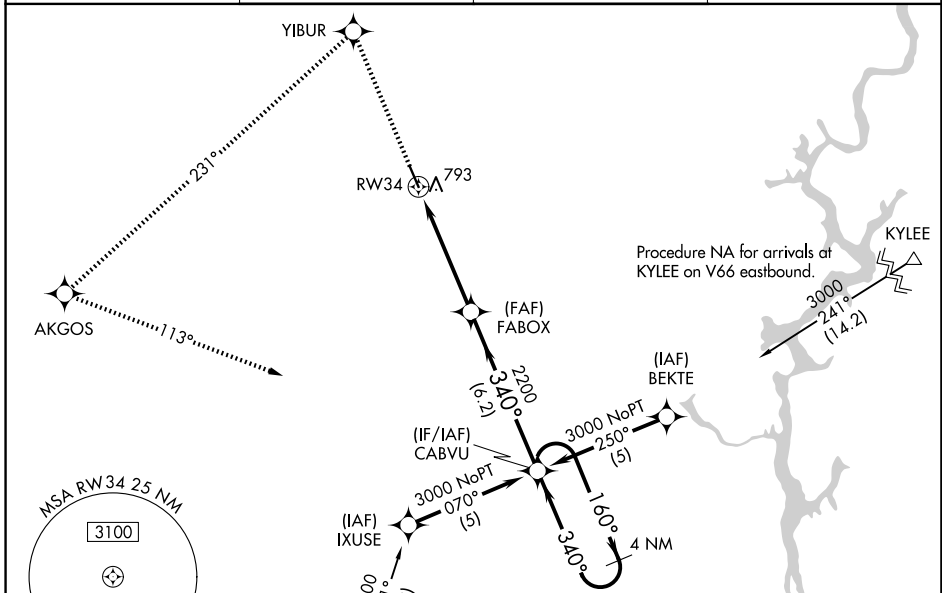 YIBUR
231°
RW34
793
KYLEE
Procedure NA for arrivals at
KYLEE on V66 eastbound.
3000
241°
(14.2)
AKGOS
113°
(FAF)
FABOX
2200
340°
(6.2)
(IAF)
BEKTE
3000 NoPT
250°
(5)
(IF/IAF)
CABVU
3000 NoPT
070°
(5)
(IAF)
IXUSE
160°
340°
4 NM
MSA RW34 25 NM
3100